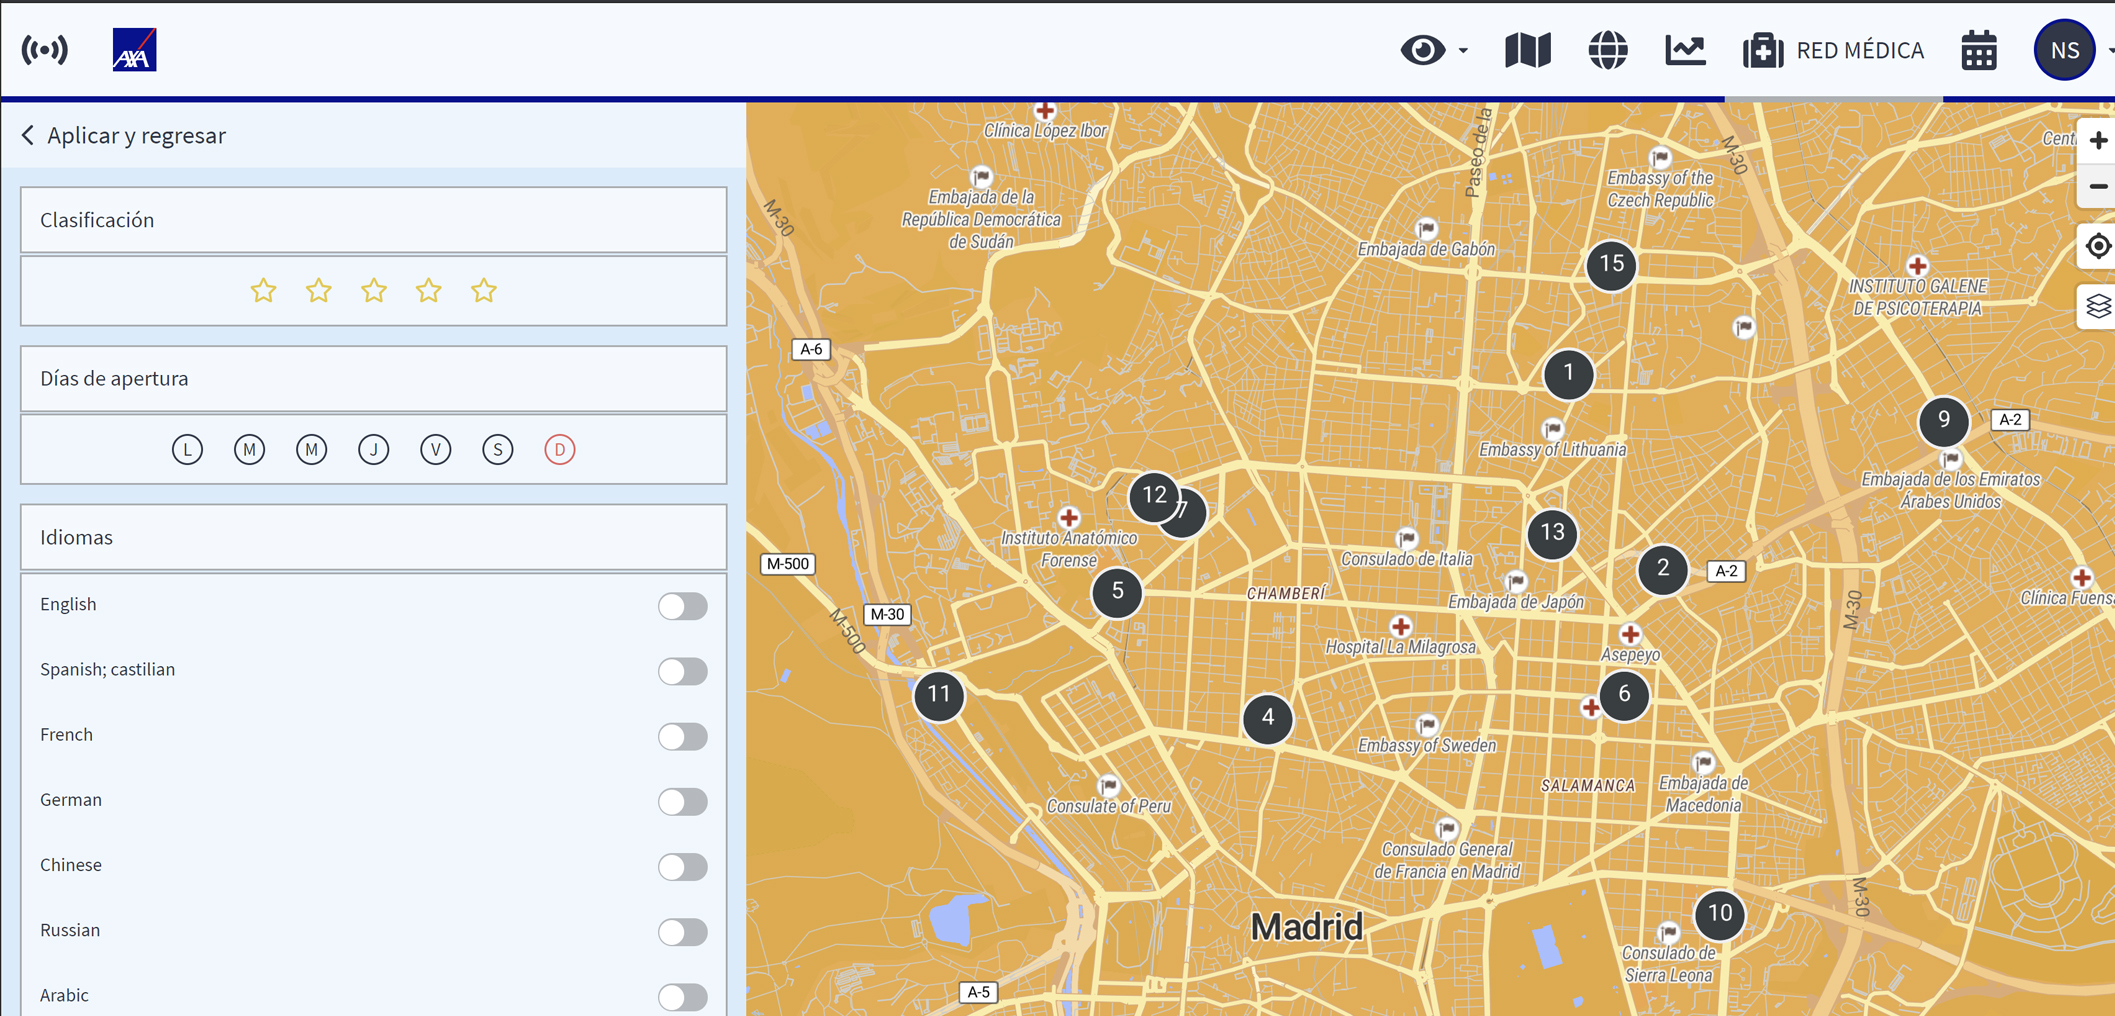 AXA
RED MÉDICA
NS
Aplicar y regresar
Clasificación
Días de apertura
L M M J V S D
Idiomas
English
Spanish; castilian
French
German
Chinese
Russian
Arabic
Clínica López Ibor
Embajada de la
República Democrática
de Sudán
M-30
Paseo de la
Embajada de Gabón
Embassy of the
Czech Republic
M-30
15
INSTITUTO GALENE
DE PSICOTERAPIA
A-6
1
Embassy of Lithuania
9
A-2
Embajada de los Emiratos
Árabes Unidos
12
7
Instituto Anatómico
Forense
13
Consulado de Italia
2
A-2
M-500
5
CHAMBERÍ
Embajada de Japón
M-30
M-500
M-30
Hospital La Milagrosa
Asepeyo
11
4
6
Embassy of Sweden
SALAMANCA
Embajada de
Macedonia
Consulate of Peru
Consulado General
de Francia en Madrid
Madrid
10
M-30
Consulado de
Sierra Leona
A-5
+
−
Clínica